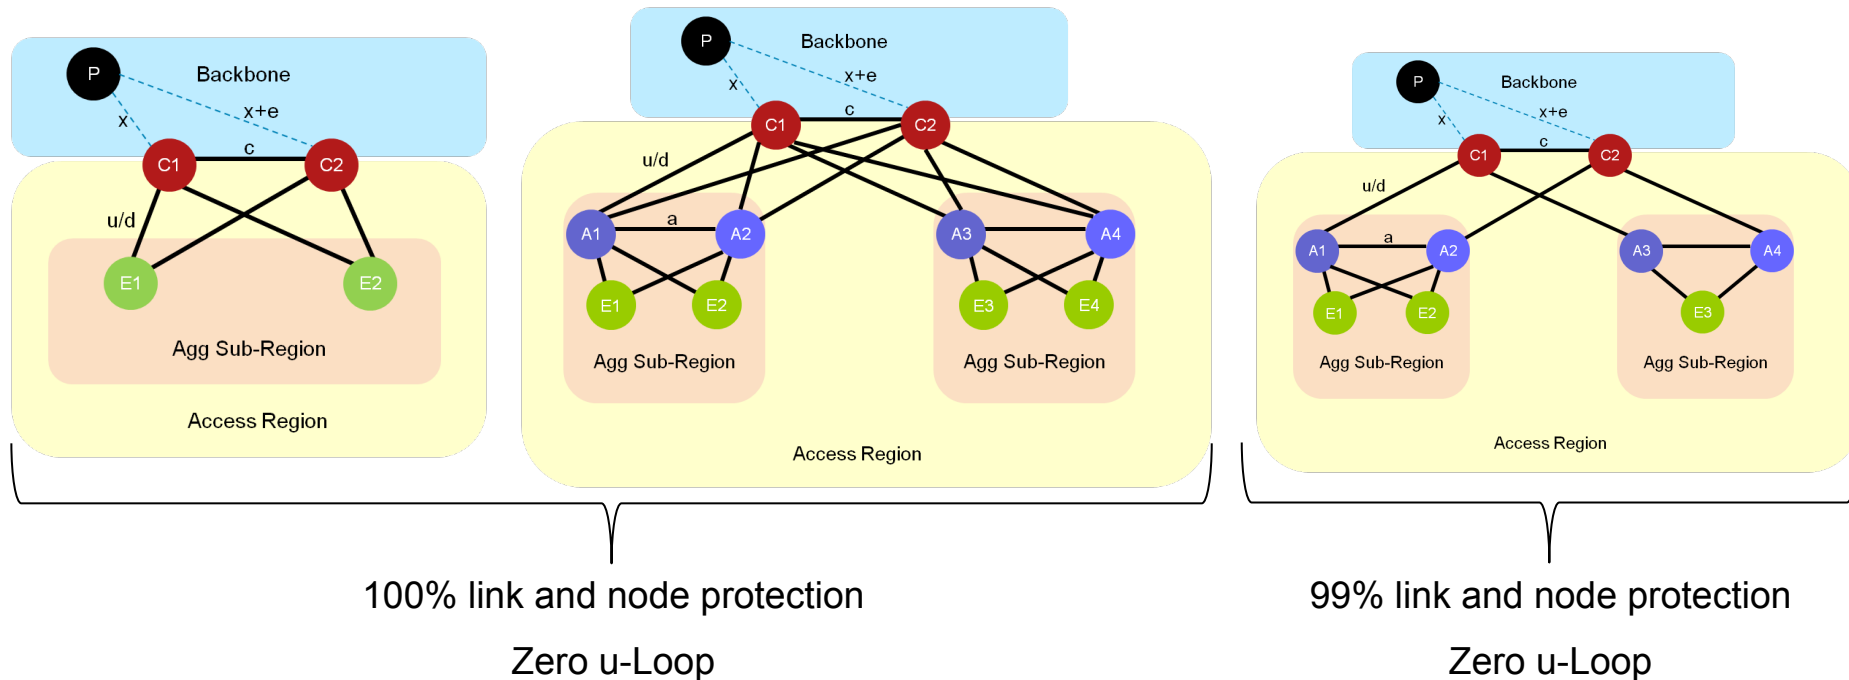 P
Backbone
x
x+e
c
C1
C2
u/d
E1
E2
Agg Sub-Region
Access Region
P
Backbone
x
x+e
c
C1
C2
u/d
A1
a
A2
A3
A4
E1
E2
E3
E4
Agg Sub-Region
Agg Sub-Region
Access Region
P
Backbone
x
x+e
c
C1
C2
u/d
A1
a
A2
A3
A4
E1
E2
E3
Agg Sub-Region
Agg Sub-Region
Access Region
100% link and node protection
Zero u-Loop
99% link and node protection
Zero u-Loop